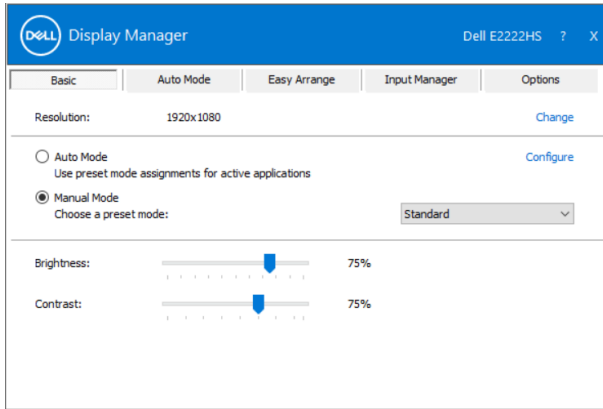 DELL Display Manager Dell E2222HS ? X
Basic Auto Mode Easy Arrange Input Manager Options
Resolution: 1920x1080 Change
Auto Mode Configure
Use preset mode assignments for active applications
Manual Mode
Choose a preset mode: Standard
Brightness: 75%
Contrast: 75%